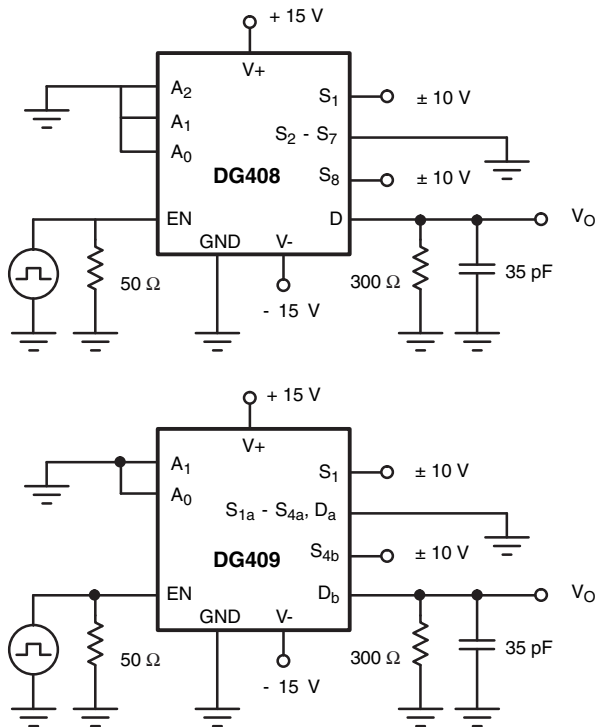 + 15 V
V+
A2
S1
± 10 V
A1
S2 - S7
A0
DG408
S8
± 10 V
EN
D
VO
GND
V-
50 Ω
300 Ω
35 pF
- 15 V
+ 15 V
V+
A1
S1
± 10 V
A0
S1a - S4a, Da
DG409
S4b
± 10 V
EN
Db
VO
GND
V-
50 Ω
300 Ω
35 pF
- 15 V